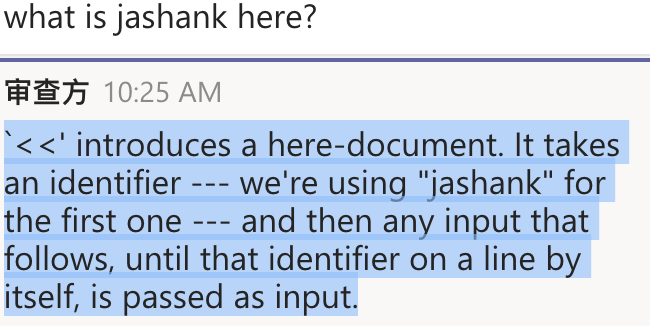 what is jashank here?
审查方 10:25 AM
`<<' introduces a here-document. It takes
an identifier --- we're using "jashank" for
the first one --- and then any input that
follows, until that identifier on a line by
itself, is passed as input.